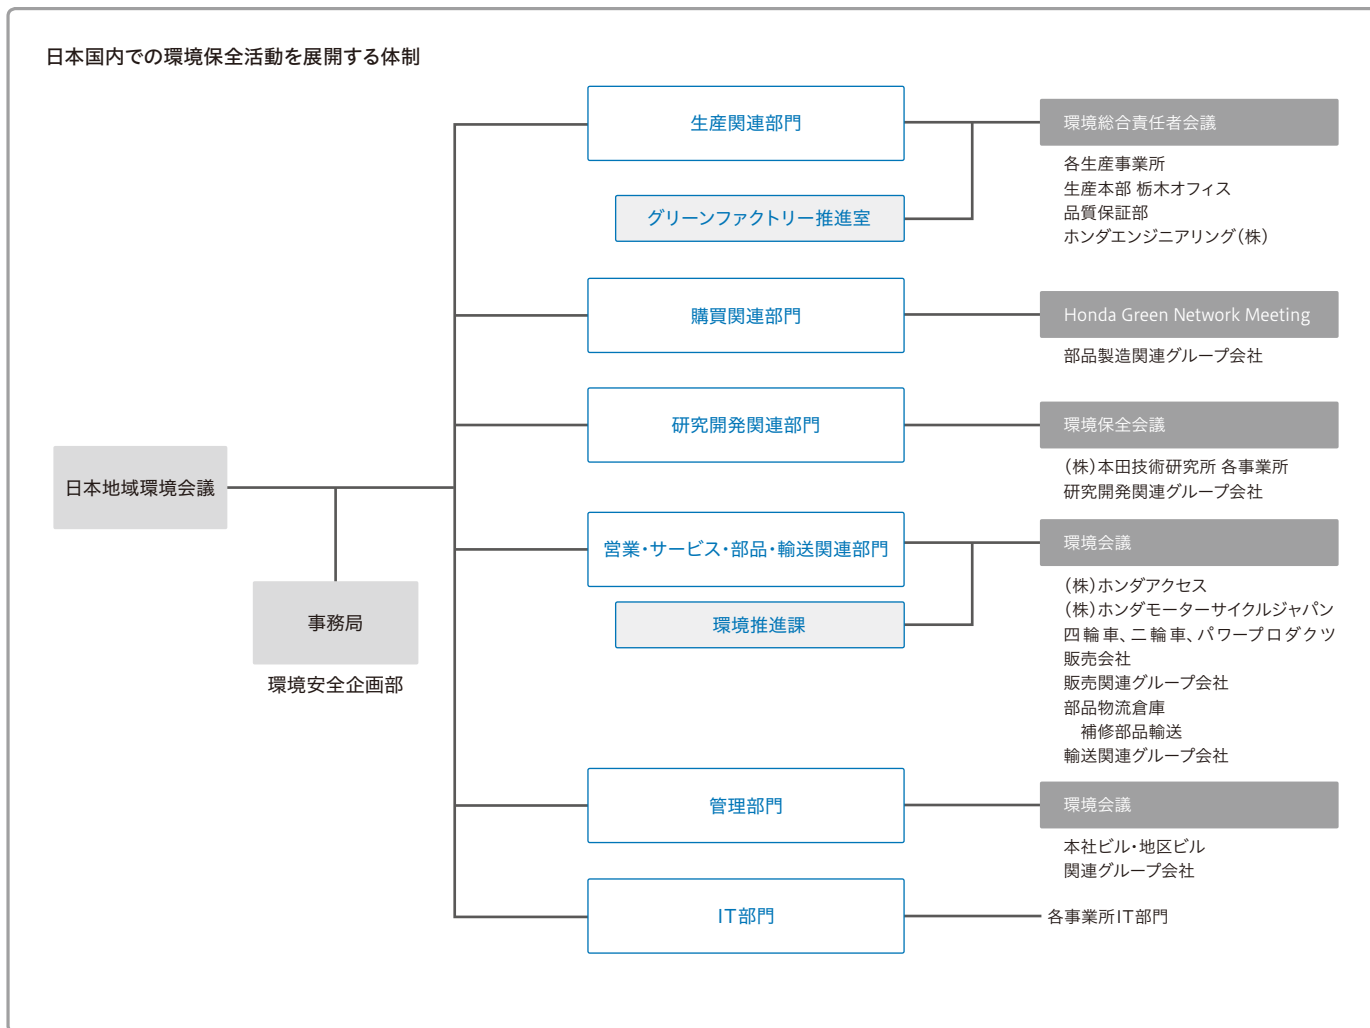 日本国内での環境保全活動を展開する体制
日本地域環境会議
事務局
環境安全企画部
生産関連部門
グリーンファクトリー推進室
環境総合責任者会議
各生産事業所
生産本部 栃木オフィス
品質保証部
ホンダエンジニアリング(株)
購買関連部門
Honda Green Network Meeting
部品製造関連グループ会社
研究開発関連部門
環境保全会議
(株)本田技術研究所 各事業所
研究開発関連グループ会社
営業・サービス・部品・輸送関連部門
環境推進課
環境会議
(株)ホンダアクセス
(株)ホンダモーターサイクルジャパン
四輪車、二輪車、パワープロダクツ
販売会社
販売関連グループ会社
部品物流倉庫
補修部品輸送
輸送関連グループ会社
管理部門
環境会議
本社ビル・地区ビル
関連グループ会社
IT部門
各事業所IT部門